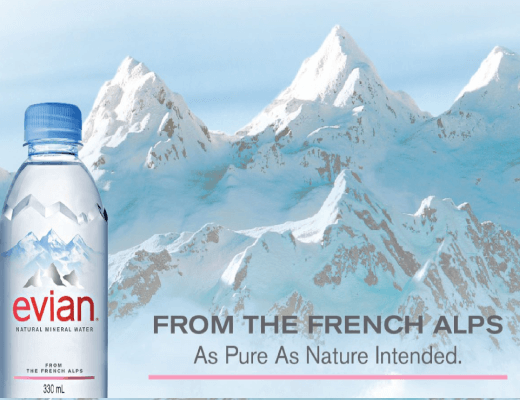 evian
NATURAL MINERAL WATER
FROM
THE FRENCH ALPS
330 mL
FROM THE FRENCH ALPS
As Pure As Nature Intended.